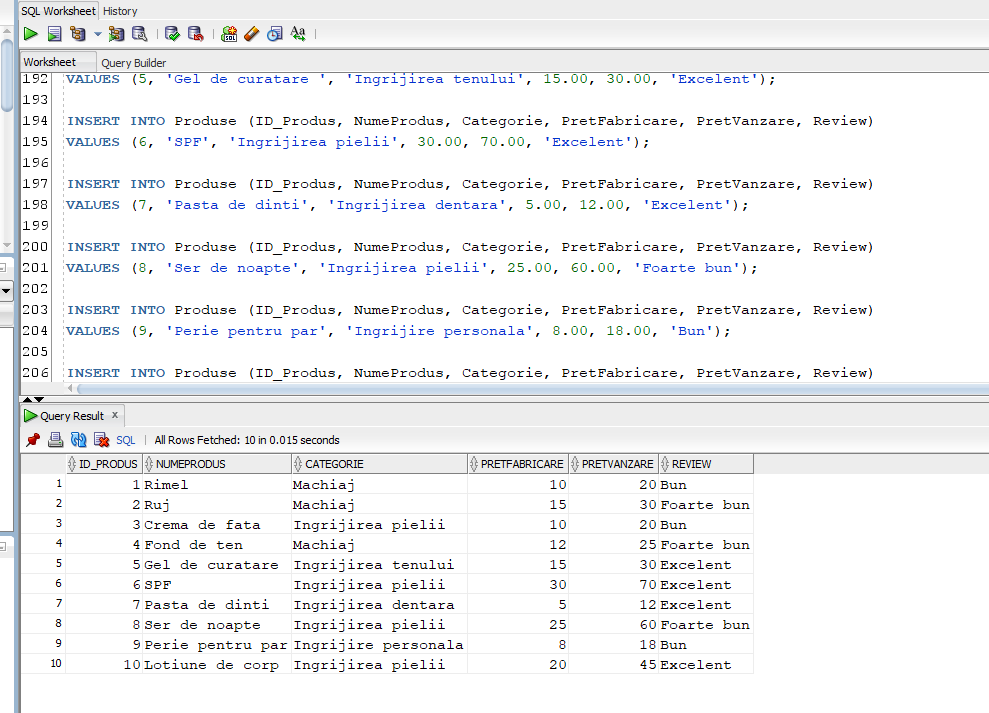 SQL Worksheet History
Worksheet Query Builder
192 VALUES (5, 'Gel de curatare ', 'Ingrijirea tenului', 15.00, 30.00, 'Excelent');
193
194 INSERT INTO Produse (ID_Produs, NumeProdus, Categorie, PretFabricare, PretVanzare, Review)
195 VALUES (6, 'SPF', 'Ingrijirea pielii', 30.00, 70.00, 'Excelent');
196
197 INSERT INTO Produse (ID_Produs, NumeProdus, Categorie, PretFabricare, PretVanzare, Review)
198 VALUES (7, 'Pasta de dinti', 'Ingrijirea dentara', 5.00, 12.00, 'Excelent');
199
200 INSERT INTO Produse (ID_Produs, NumeProdus, Categorie, PretFabricare, PretVanzare, Review)
201 VALUES (8, 'Ser de noapte', 'Ingrijirea pielii', 25.00, 60.00, 'Foarte bun');
202
203 INSERT INTO Produse (ID_Produs, NumeProdus, Categorie, PretFabricare, PretVanzare, Review)
204 VALUES (9, 'Perie pentru par', 'Ingrijire personala', 8.00, 18.00, 'Bun');
205
206 INSERT INTO Produse (ID_Produs, NumeProdus, Categorie, PretFabricare, PretVanzare, Review)
Query Result x
SQL | All Rows Fetched: 10 in 0.015 seconds
ID_PRODUS NUMEPRODUS CATEGORIE PRETFABRICARE PRETVANZARE REVIEW
1 1 Rimel Machiaj 10 20 Bun
2 2 Ruj Machiaj 15 30 Foarte bun
3 3 Crema de fata Ingrijirea pielii 10 20 Bun
4 4 Fond de ten Machiaj 12 25 Foarte bun
5 5 Gel de curatare Ingrijirea tenului 15 30 Excelent
6 6 SPF Ingrijirea pielii 30 70 Excelent
7 7 Pasta de dinti Ingrijirea dentara 5 12 Excelent
8 8 Ser de noapte Ingrijirea pielii 25 60 Foarte bun
9 9 Perie pentru par Ingrijire personala 8 18 Bun
10 10 Lotiune de corp Ingrijirea pielii 20 45 Excelent